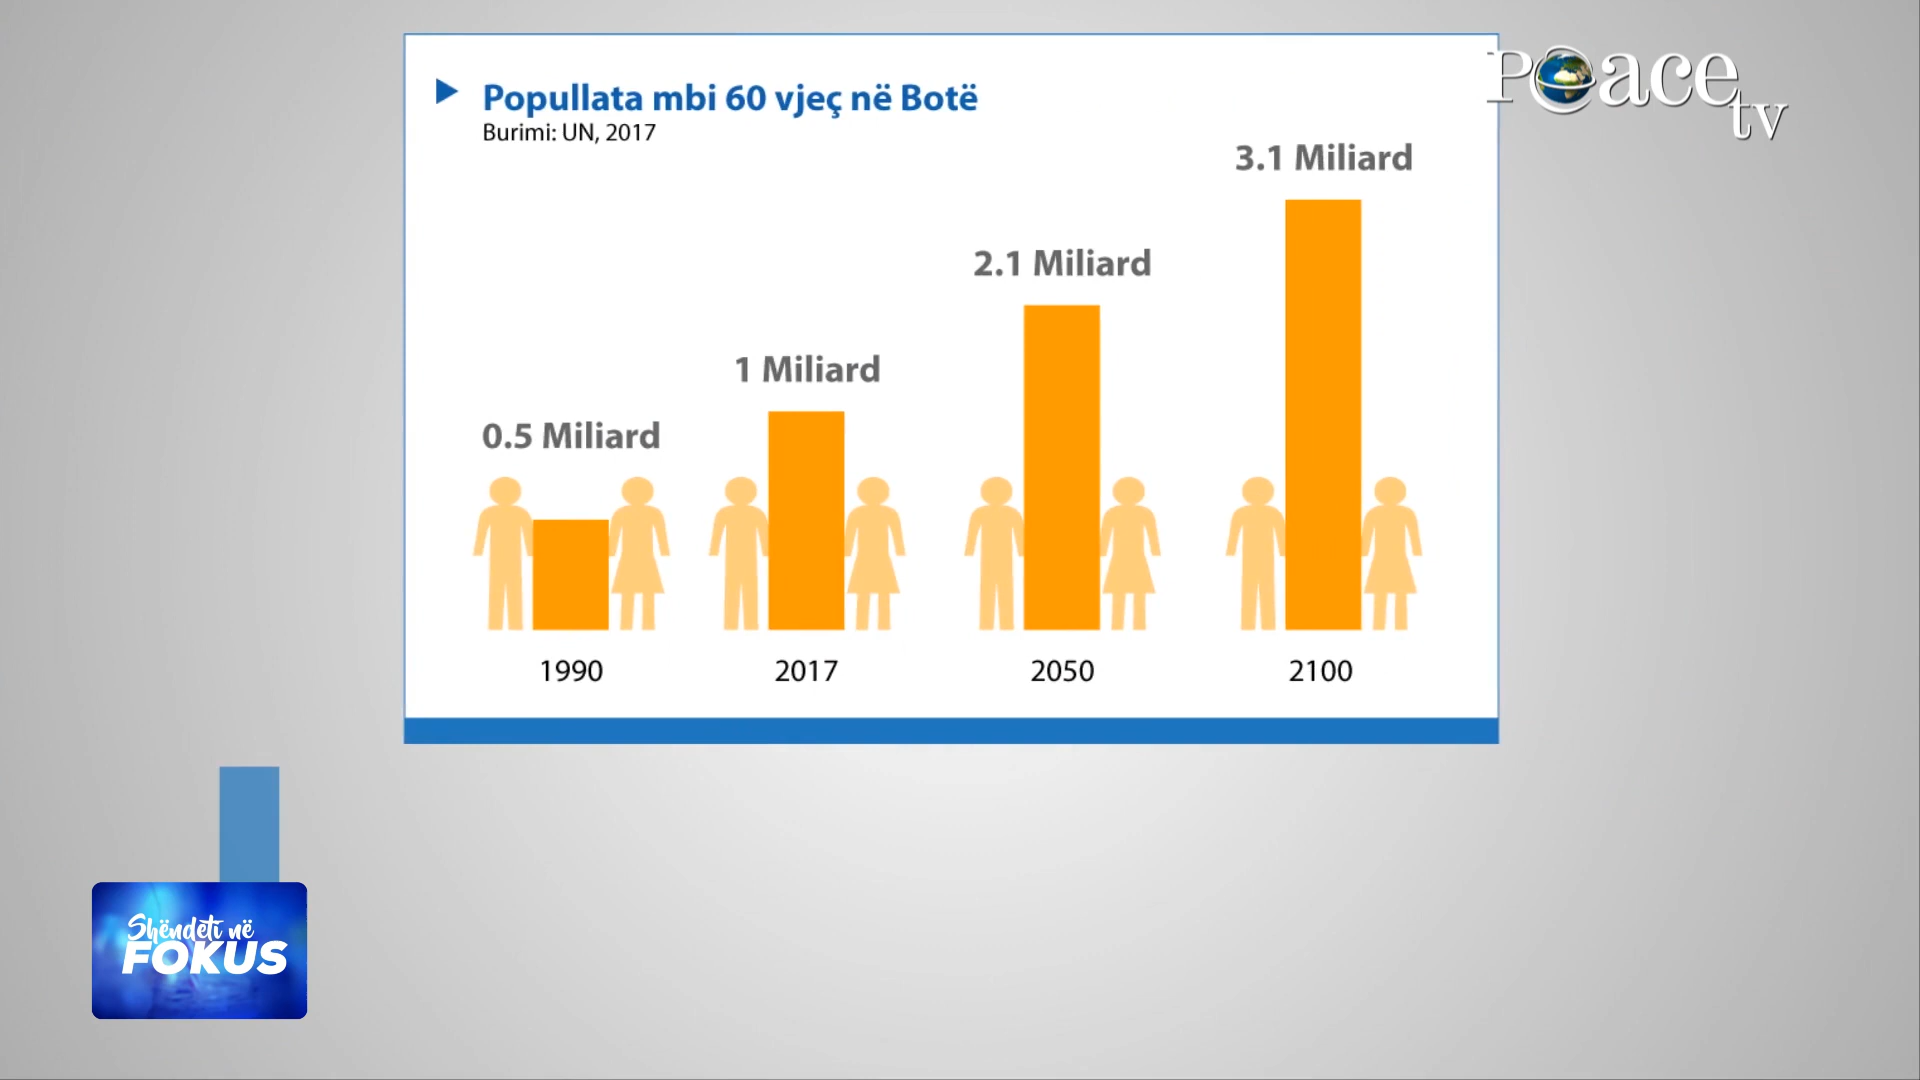 Popullata mbi 60 vjeç në Botë
Burimi: UN, 2017
Peace
tv
3.1 Miliard
2.1 Miliard
1 Miliard
0.5 Miliard
1990
2017
2050
2100
Shëndeti në
FOKUS